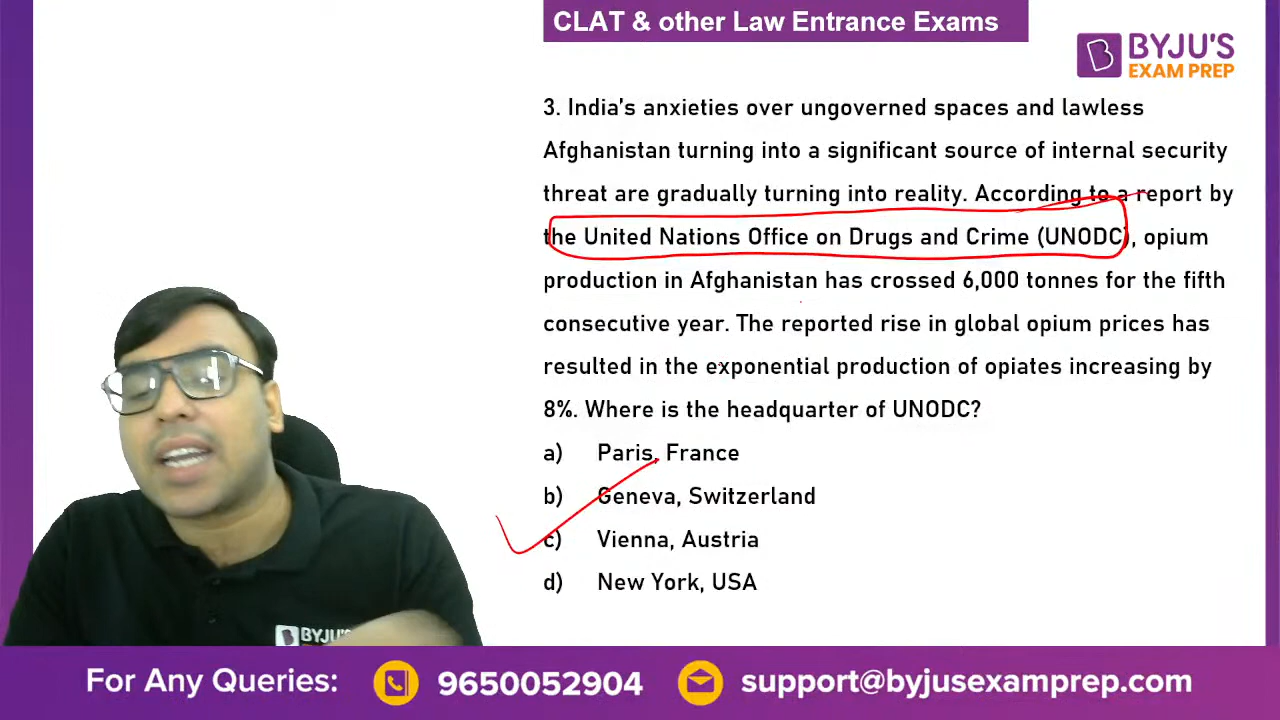 CLAT & other Law Entrance Exams
BYJU'S
EXAM PREP
3. India's anxieties over ungoverned spaces and lawless
Afghanistan turning into a significant source of internal security
threat are gradually turning into reality. According to a report by
the United Nations Office on Drugs and Crime (UNODC), opium
production in Afghanistan has crossed 6,000 tonnes for the fifth
consecutive year. The reported rise in global opium prices has
resulted in the exponential production of opiates increasing by
8%. Where is the headquarter of UNODC?
a) Paris, France
b) Geneva, Switzerland
c) Vienna, Austria
d) New York, USA
For Any Queries: 9650052904 support@byjusexamprep.com